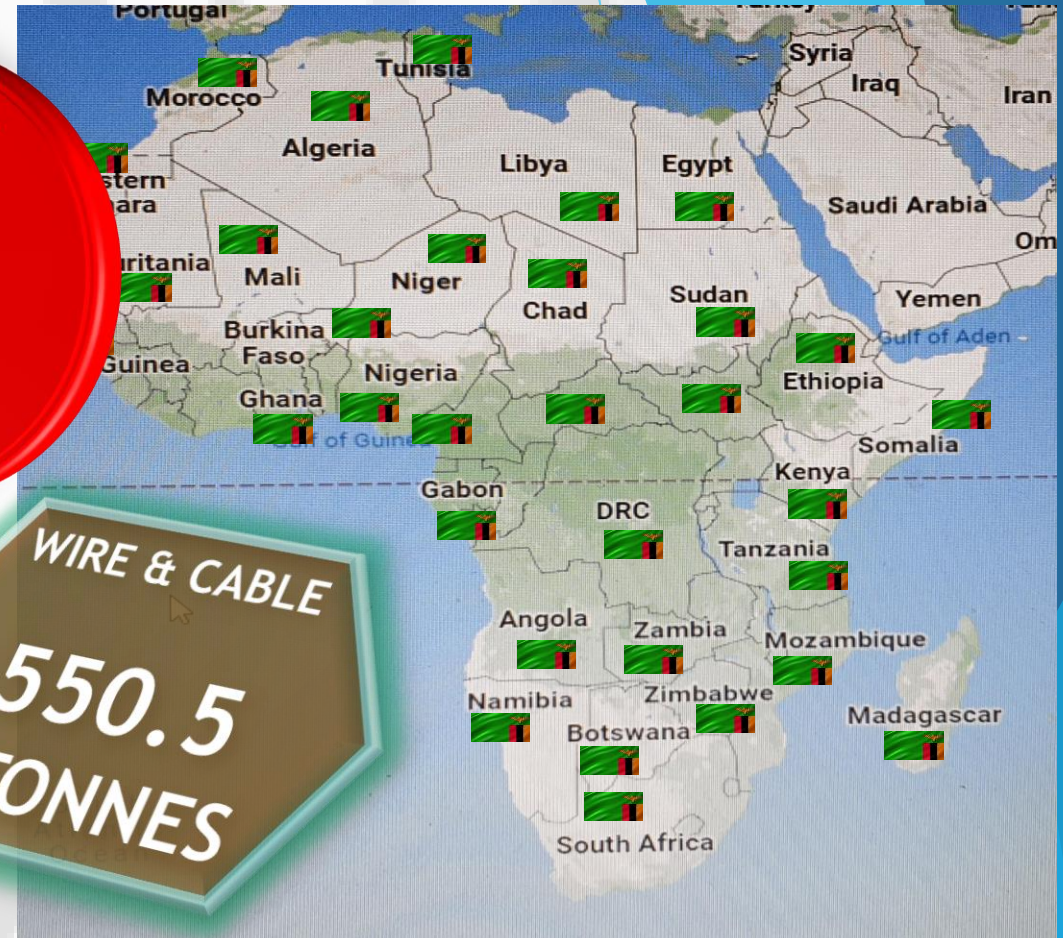 Portugal
Syria
Tunisia
Iraq
Morocco
Iran
Algeria
Libya
Egypt
stern
ara
Saudi Arabia
Om
uritania
Mali
Niger
Chad
Sudan
Yemen
Burkina
Faso
Gulf of Aden
Guinea
Nigeria
Ethiopia
Ghana
Gulf of Guine
Somalia
Kenya
Gabon
DRC
Tanzania
WIRE & CABLE
550.5
TONNES
Angola
Zambia
Mozambique
Namibia
Zimbabwe
Botswana
Madagascar
South Africa